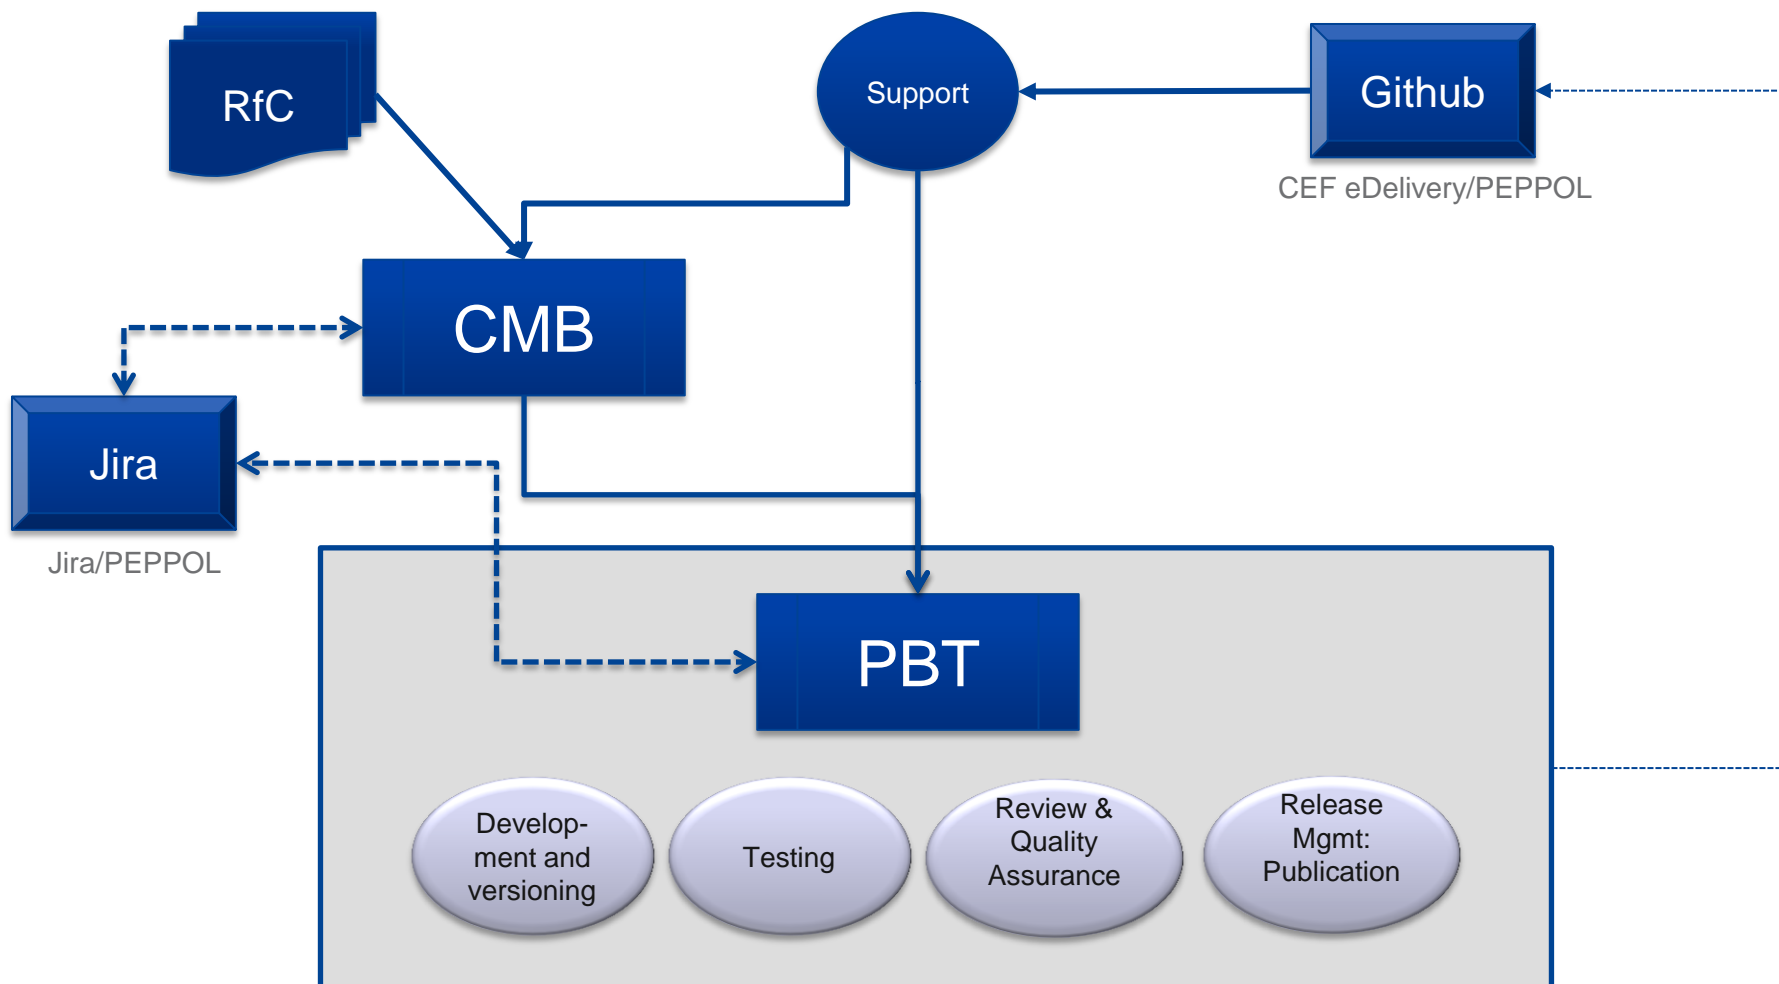 RfC
Support
Github
CEF eDelivery/PEPPOL
CMB
Jira
Jira/PEPPOL
PBT
Develop-
ment and
versioning
Testing
Review &
Quality
Assurance
Release
Mgmt:
Publication